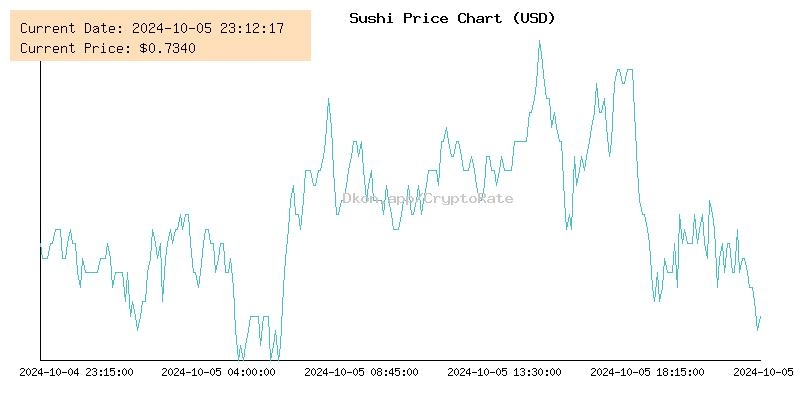 Sushi Price Chart (USD)
Current Date: 2024-10-05 23:12:17
Current Price: $0.7340
Dkon.app/CryptoRate
2024-10-04 23:15:00 2024-10-05 04:00:00 2024-10-05 08:45:00 2024-10-05 13:30:00 2024-10-05 18:15:00 2024-10-05